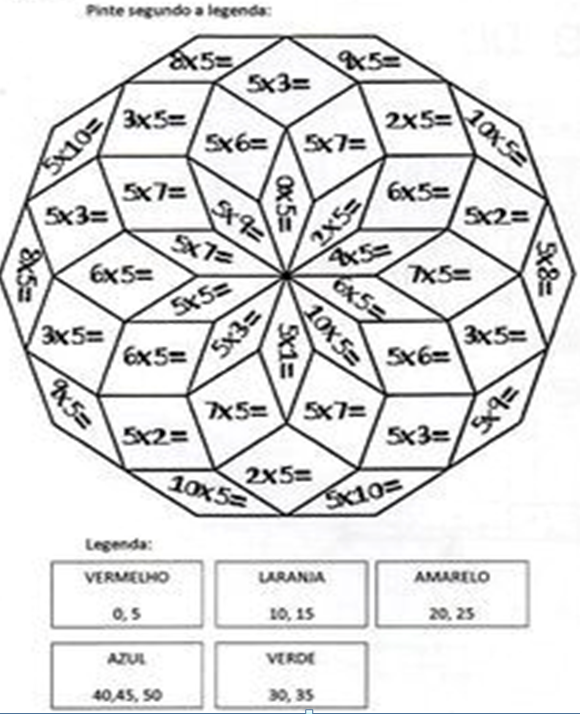 Pinte segundo a legenda:
8x5= 9x5=
5x3=
3x5= 2x5=
5x10= 10x5=
5x6= 5x7=
5x7= 6x5=
5x9= 0x5= 2x5=
5x3= 5x2=
5x7= 4x5=
8x5= 6x5= 7x5= 5x8=
5x5= 6x5=
3x5= 5x3= 5x1= 10x5= 3x5=
6x5= 5x6=
9x5= 7x5= 5x7= 5x9=
5x2= 5x3=
2x5=
10x5= 5x10=
Legenda:
VERMELHO LARANJA AMARELO
0, 5 10, 15 20, 25
AZUL VERDE
40,45, 50 30, 35